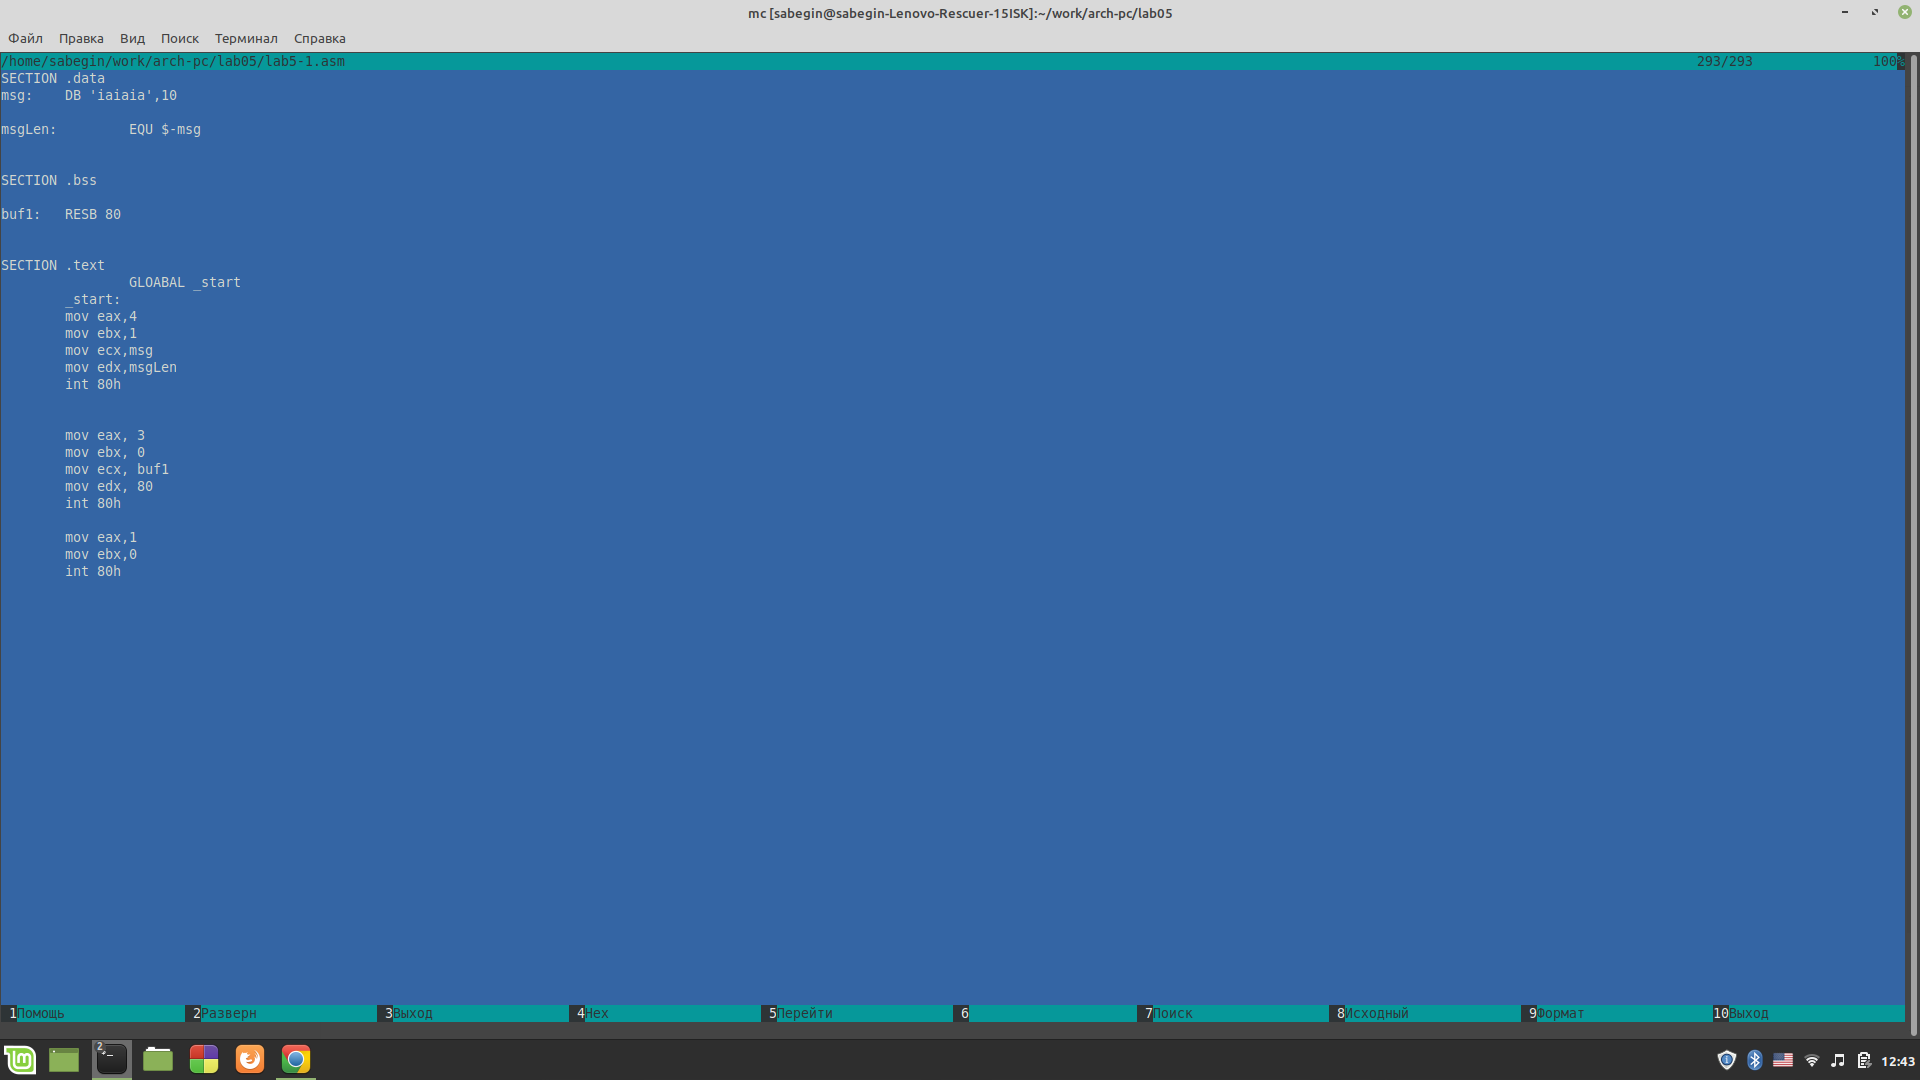 mc [sabegin@sabegin-Lenovo-Rescuer-15ISK]:~/work/arch-pc/lab05
Файл Правка Вид Поиск Терминал Справка
/home/sabegin/work/arch-pc/lab05/lab5-1.asm 293/293 100%
SECTION .data
msg: DB 'iaiaia',10
msgLen: EQU $-msg
SECTION .bss
buf1: RESB 80
SECTION .text
GLOABAL _start
_start:
mov eax,4
mov ebx,1
mov ecx,msg
mov edx,msgLen
int 80h
mov eax, 3
mov ebx, 0
mov ecx, buf1
mov edx, 80
int 80h
mov eax,1
mov ebx,0
int 80h
1Помощь 2Разверн 3Выход 4Hex 5Перейти 6 7Поиск 8Исходный 9Формат 10Выход
2 12:43